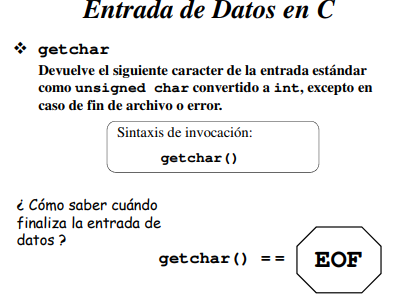 Entrada de Datos en C
❖ getchar
Devuelve el siguiente caracter de la entrada estándar
como unsigned char convertido a int, excepto en
caso de fin de archivo o error.
Sintaxis de invocación:
getchar()
¿ Cómo saber cuándo
finaliza la entrada de
datos ?
getchar() == EOF